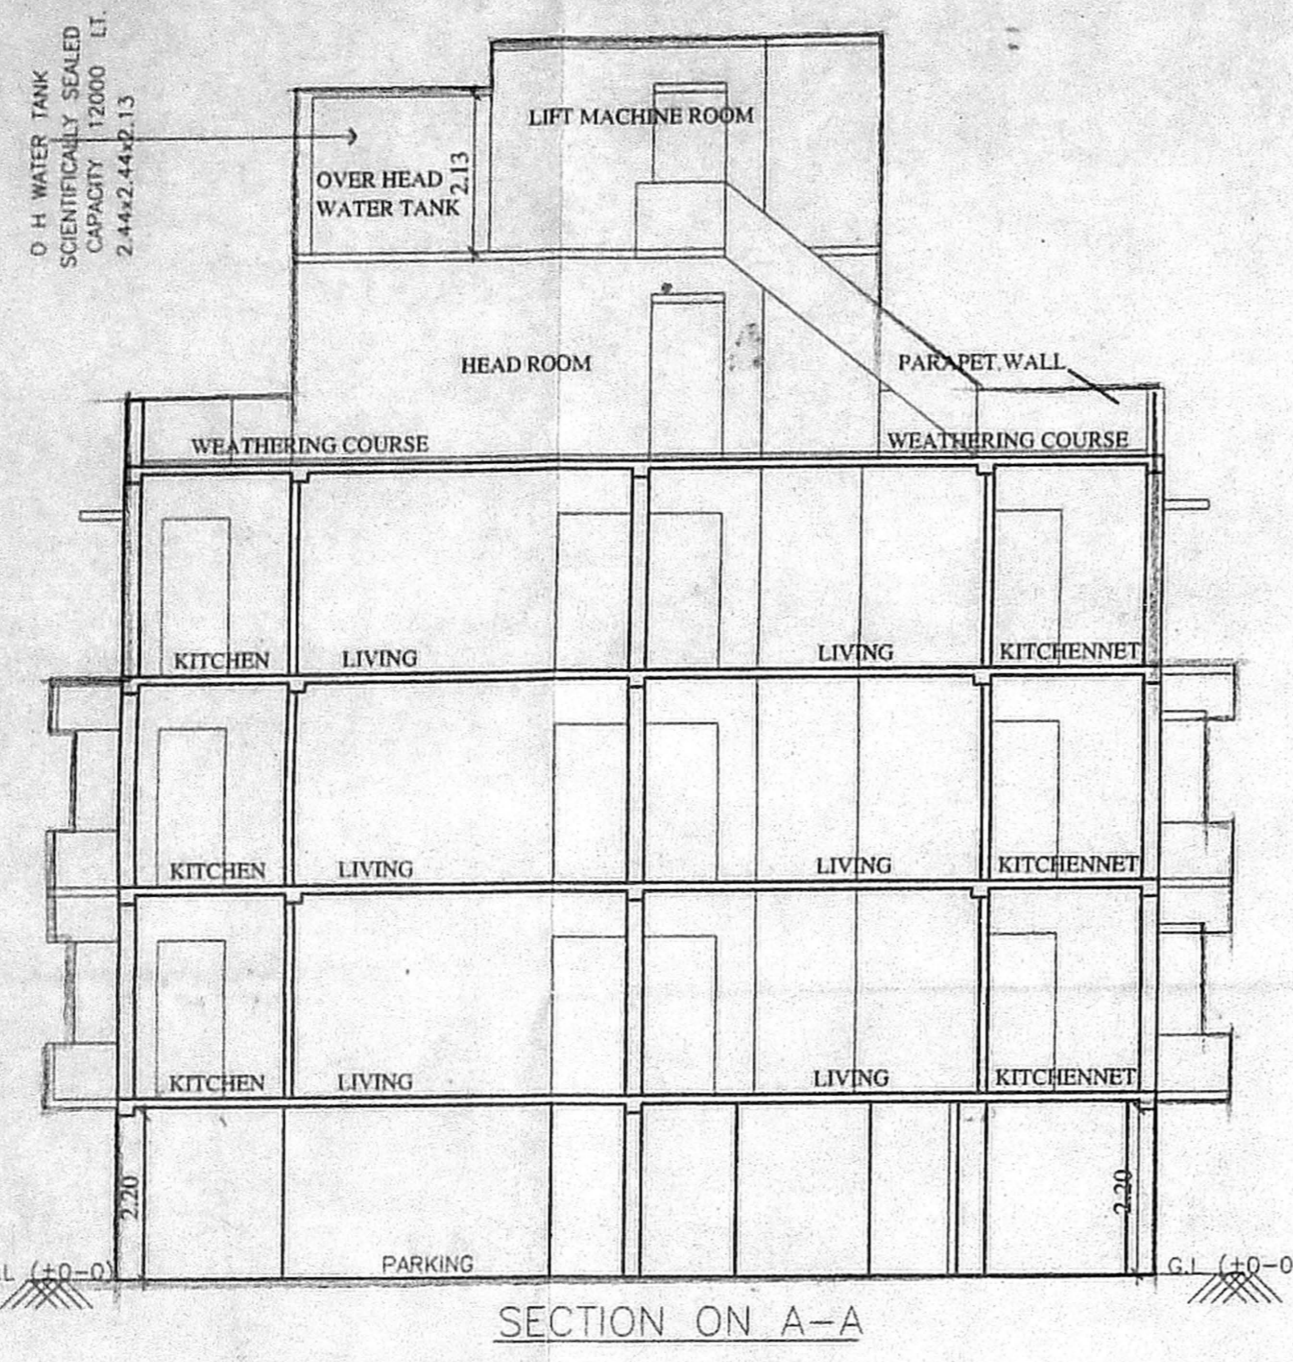 O H WATER TANK
SCIENTIFICALLY SEALED
CAPACITY 12000 LT.
2.44x2.44x2.13
LIFT MACHINE ROOM
OVER HEAD
WATER TANK
2.13
HEAD ROOM
PARAPET WALL
WEATHERING COURSE
WEATHERING COURSE
KITCHEN
LIVING
LIVING
KITCHENNET
KITCHEN
LIVING
LIVING
KITCHENNET
KITCHEN
LIVING
LIVING
KITCHENNET
2.20
2.20
PARKING
L (±0-0)
G.L (±0-0
SECTION ON A-A